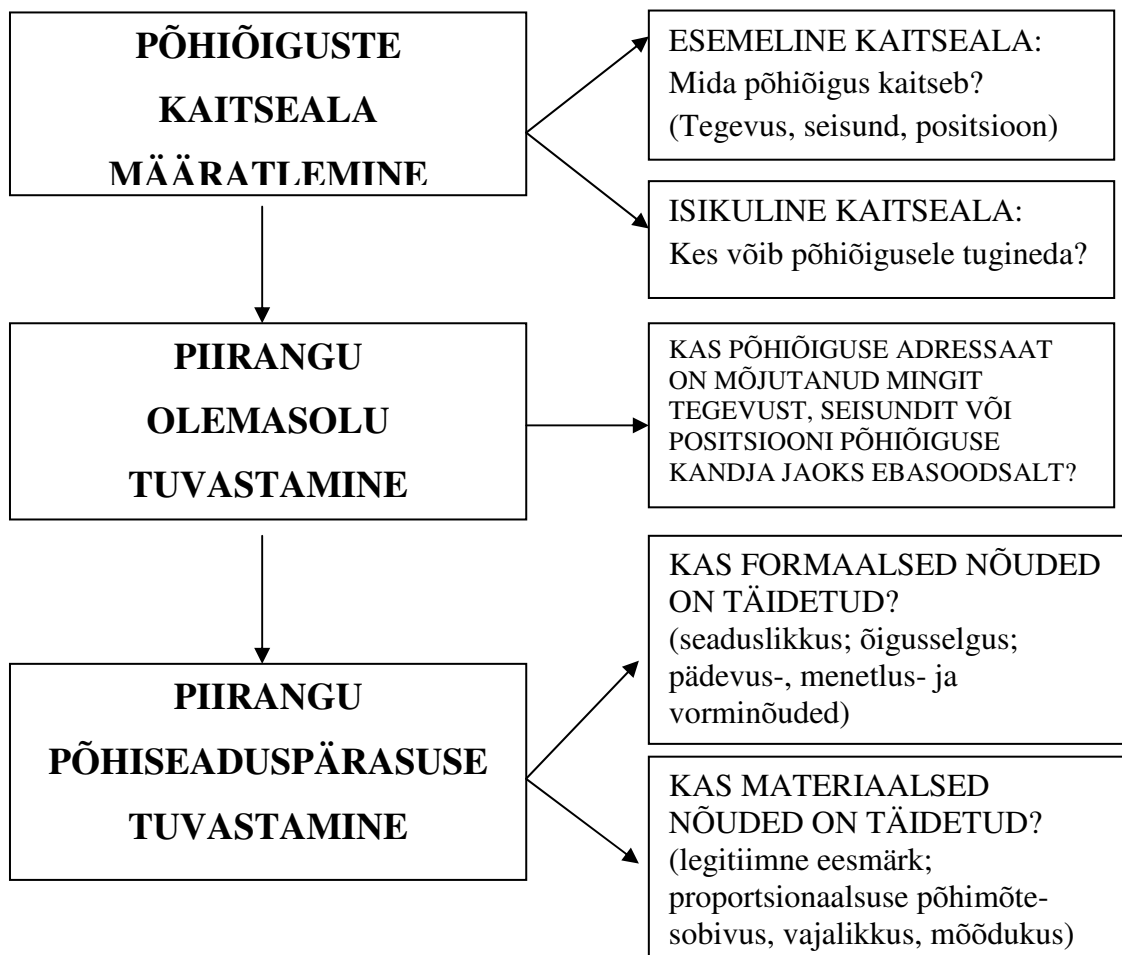 PÕHIÕIGUSTE
KAITSEALA
MÄÄRATLEMINE
ESEMELINE KAITSEALA:
Mida põhiõigus kaitseb?
(Tegevus, seisund, positsioon)
ISIKULINE KAITSEALA:
Kes võib põhiõigusele tugineda?
PIIRANGU
OLEMASOLU
TUVASTAMINE
KAS PÕHIÕIGUSE ADRESSAAT
ON MÕJUTANUD MINGIT
TEGEVUST, SEISUNDIT VÕI
POSITSIOONI PÕHIÕIGUSE
KANDJA JAOKS EBASOODSALT?
PIIRANGU
PÕHISEADUSPÄRASUSE
TUVASTAMINE
KAS FORMAALSED NÕUDED
ON TÄIDETUD?
(seaduslikkus; õigusselgus;
pädevus-, menetlus- ja
vorminõuded)
KAS MATERIAALSED
NÕUDED ON TÄIDETUD?
(legitiimne eesmärk;
proportsionaalsuse põhimõte-
sobivus, vajalikkus, mõõdukus)